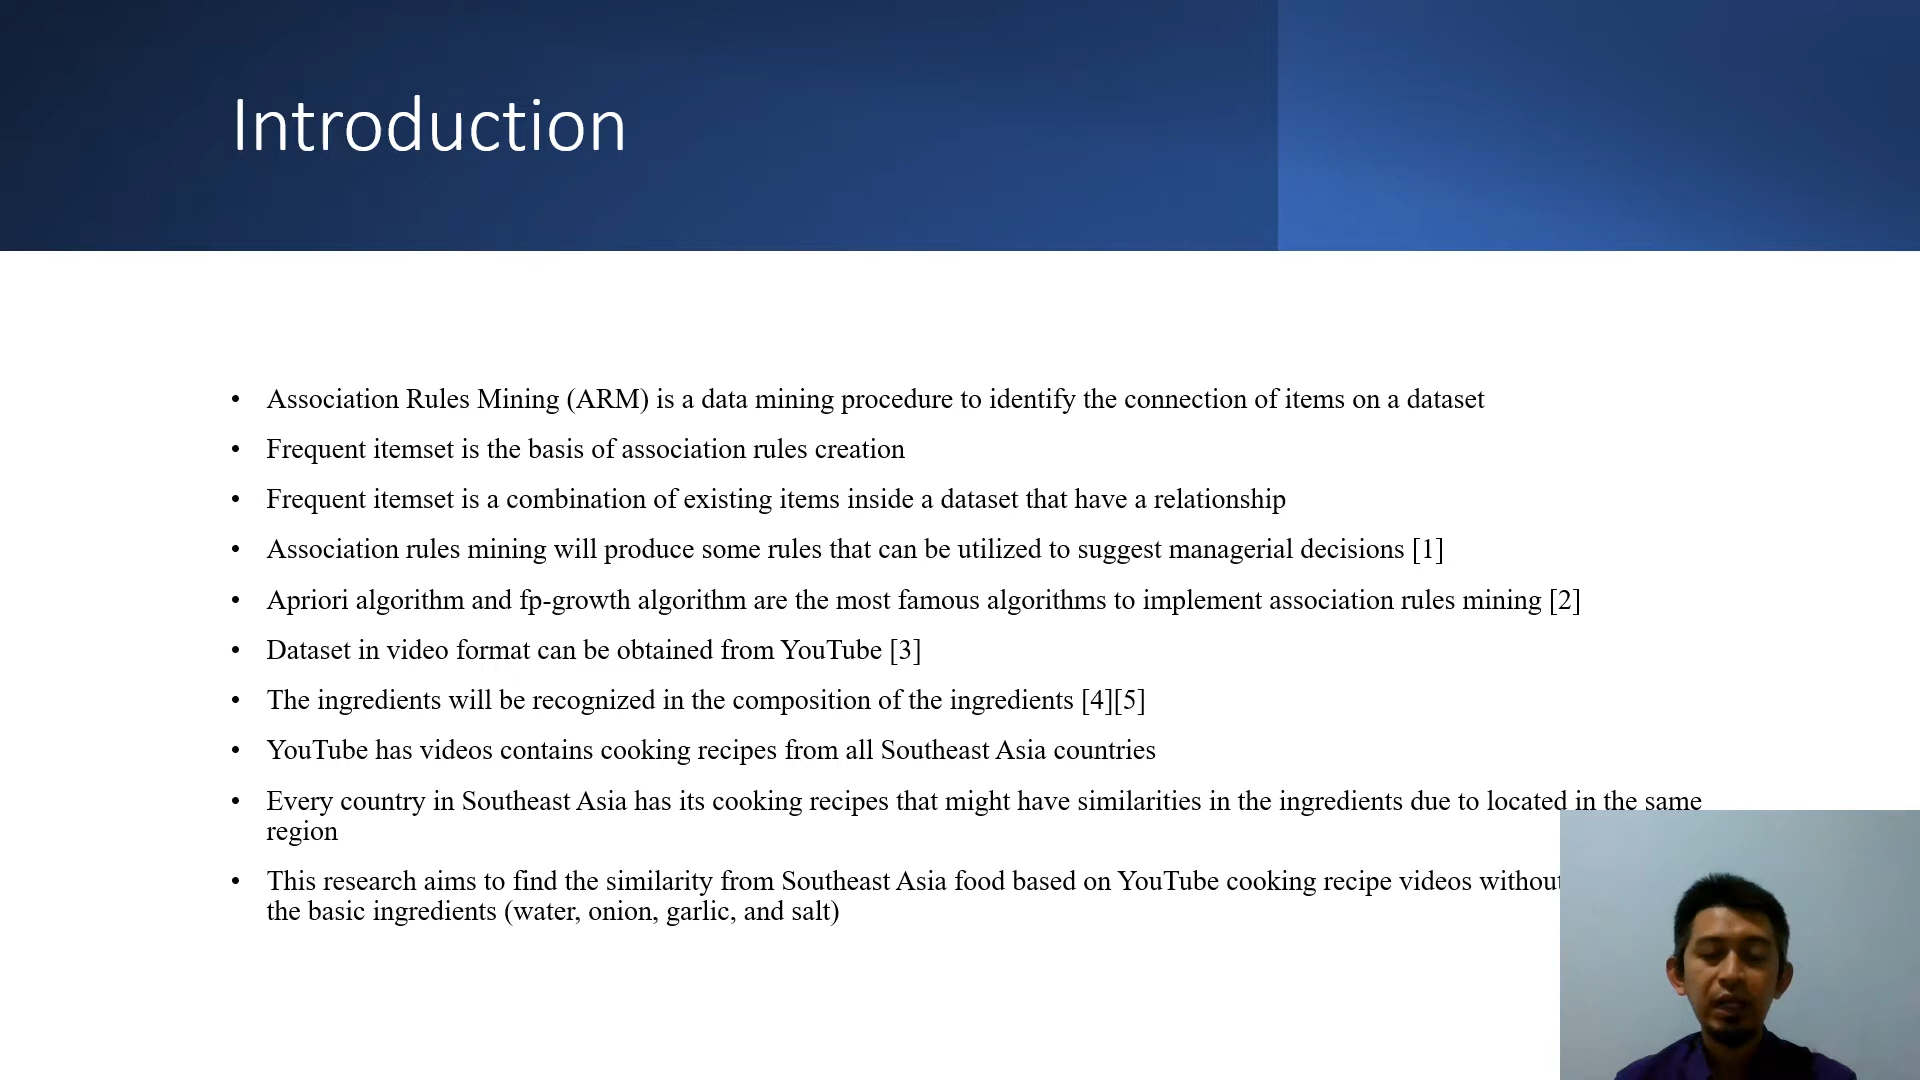 Introduction
• Association Rules Mining (ARM) is a data mining procedure to identify the connection of items on a dataset
• Frequent itemset is the basis of association rules creation
• Frequent itemset is a combination of existing items inside a dataset that have a relationship
• Association rules mining will produce some rules that can be utilized to suggest managerial decisions [1]
• Apriori algorithm and fp-growth algorithm are the most famous algorithms to implement association rules mining [2]
• Dataset in video format can be obtained from YouTube [3]
• The ingredients will be recognized in the composition of the ingredients [4][5]
• YouTube has videos contains cooking recipes from all Southeast Asia countries
• Every country in Southeast Asia has its cooking recipes that might have similarities in the ingredients due to located in the same
region
• This research aims to find the similarity from Southeast Asia food based on YouTube cooking recipe videos without
the basic ingredients (water, onion, garlic, and salt)